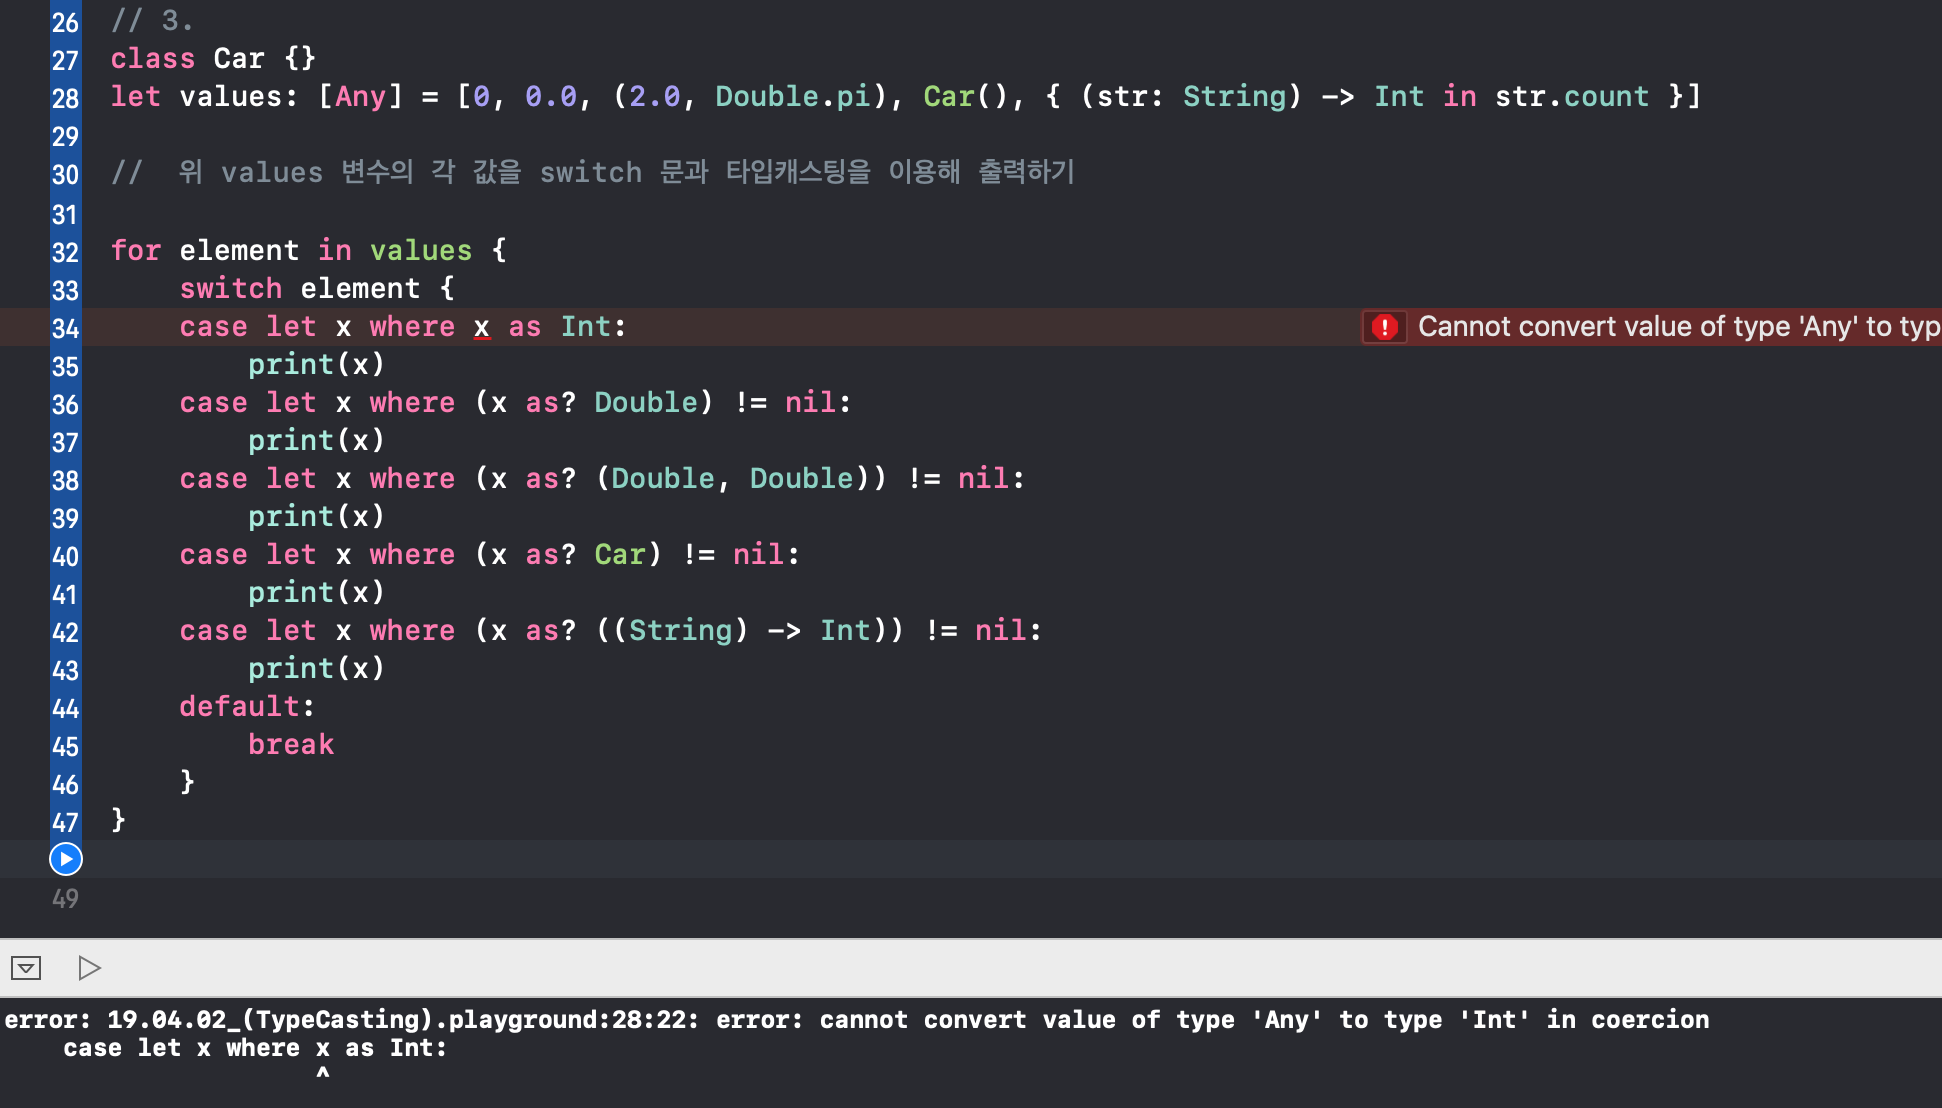 26 // 3.
27 class Car {}
28 let values: [Any] = [0, 0.0, (2.0, Double.pi), Car(), { (str: String) -> Int in str.count }]
29
30 //  위 values 변수의 각 값을 switch 문과 타입캐스팅을 이용해 출력하기
31
32 for element in values {
33     switch element {
34     case let x where x as Int: Cannot convert value of type 'Any' to typ
35         print(x)
36     case let x where (x as? Double) != nil:
37         print(x)
38     case let x where (x as? (Double, Double)) != nil:
39         print(x)
40     case let x where (x as? Car) != nil:
41         print(x)
42     case let x where (x as? ((String) -> Int)) != nil:
43         print(x)
44     default:
45         break
46     }
47 }
49
error: 19.04.02_(TypeCasting).playground:28:22: error: cannot convert value of type 'Any' to type 'Int' in coercion
    case let x where x as Int:
                     ^